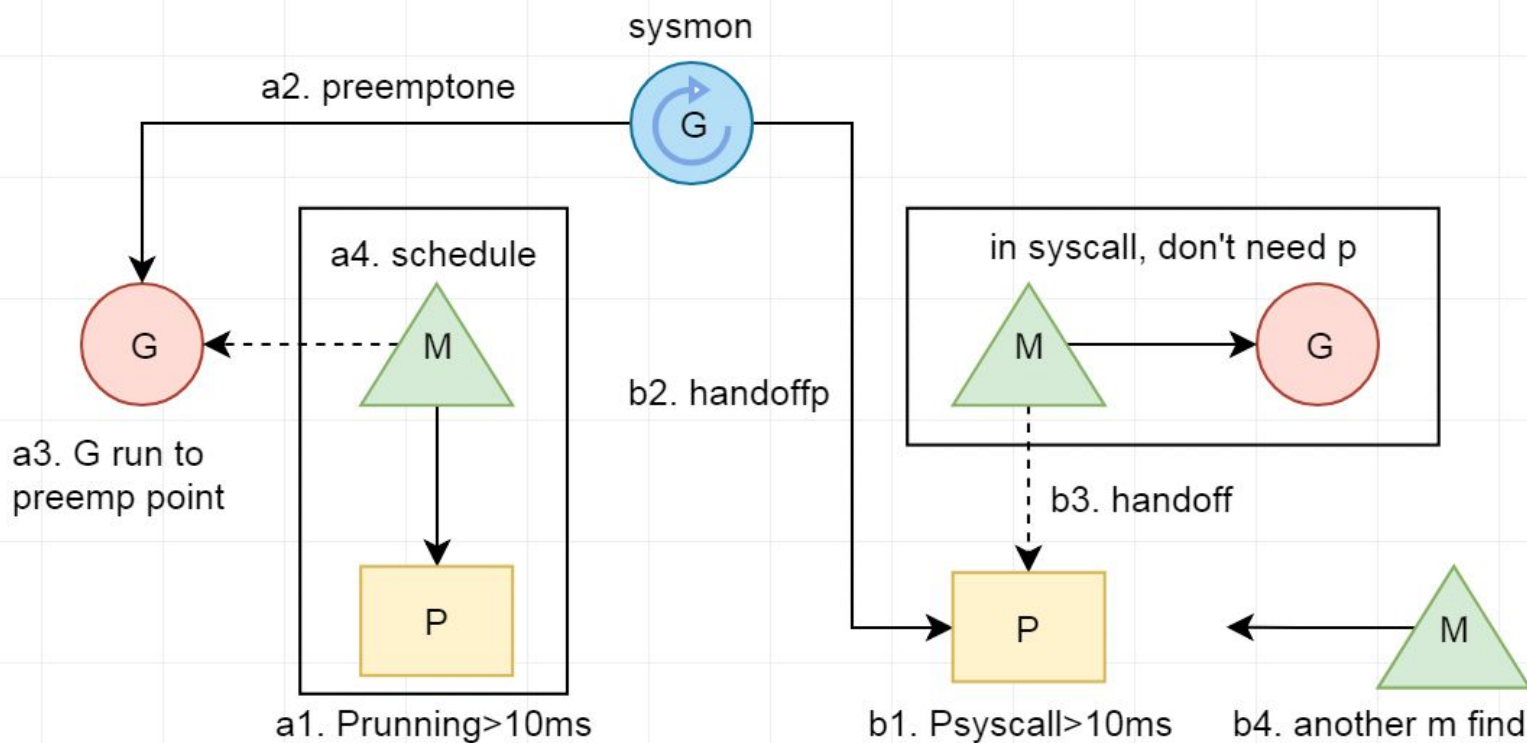 sysmon
a2. preemptone
G
a4. schedule
in syscall, don't need p
G
M
M
G
b2. handoffp
a3. G run to
preemp point
b3. handoff
P
P
M
a1. Prunning>10ms
b1. Psyscall>10ms
b4. another m find